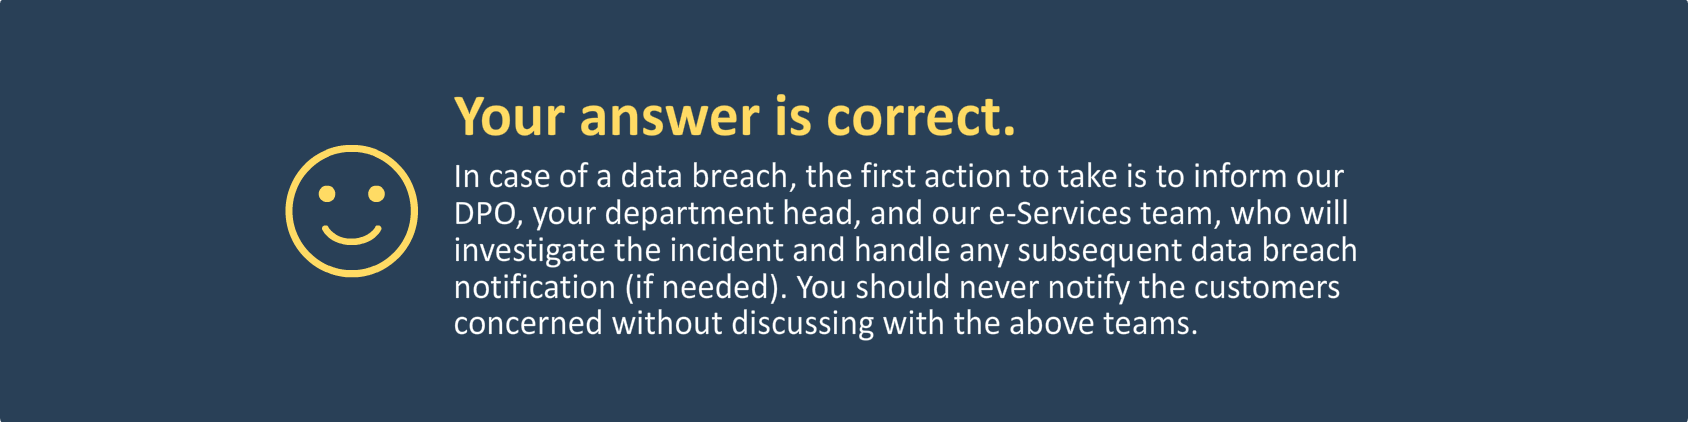 Your answer is correct.
In case of a data breach, the first action to take is to inform our
DPO, your department head, and our e-Services team, who will
investigate the incident and handle any subsequent data breach
notification (if needed). You should never notify the customers
concerned without discussing with the above teams.